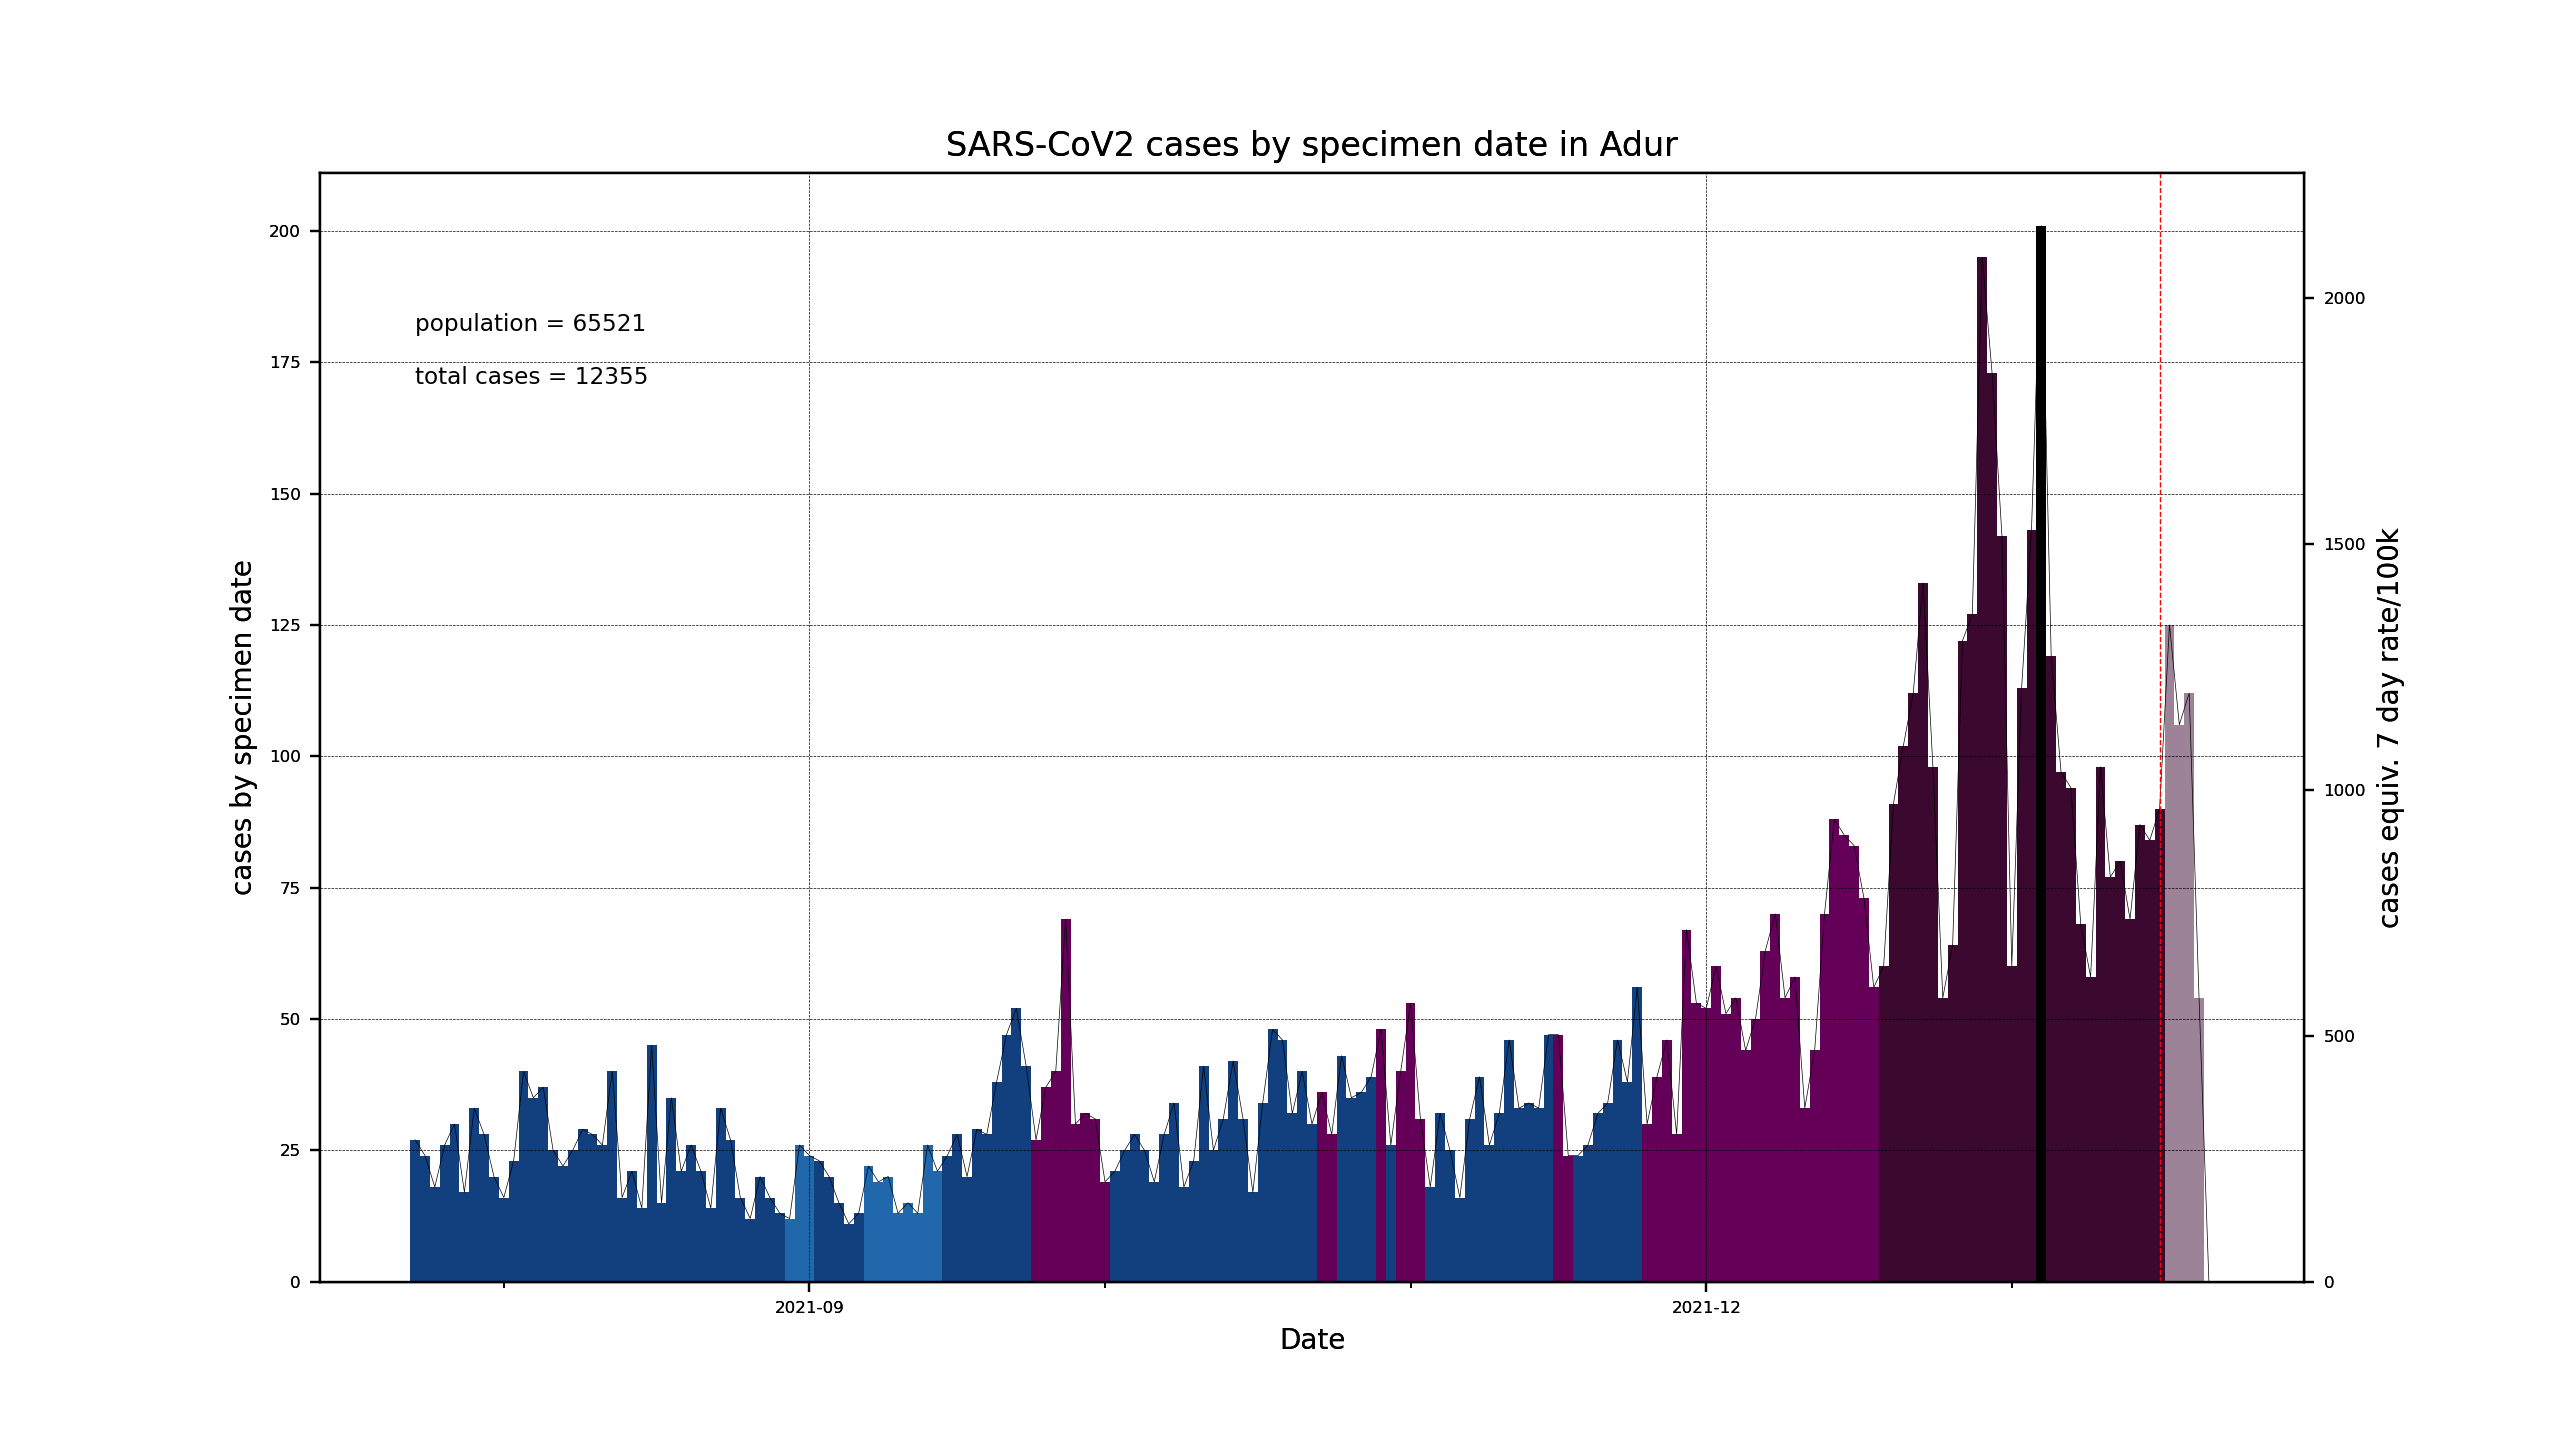 SARS-CoV2 cases by specimen date in Adur
population = 65521
total cases = 12355
cases by specimen date
200
175
150
125
100
75
50
25
0
2000
1500
1000
500
0
cases equiv. 7 day rate/100k
2021-09
2021-12
Date